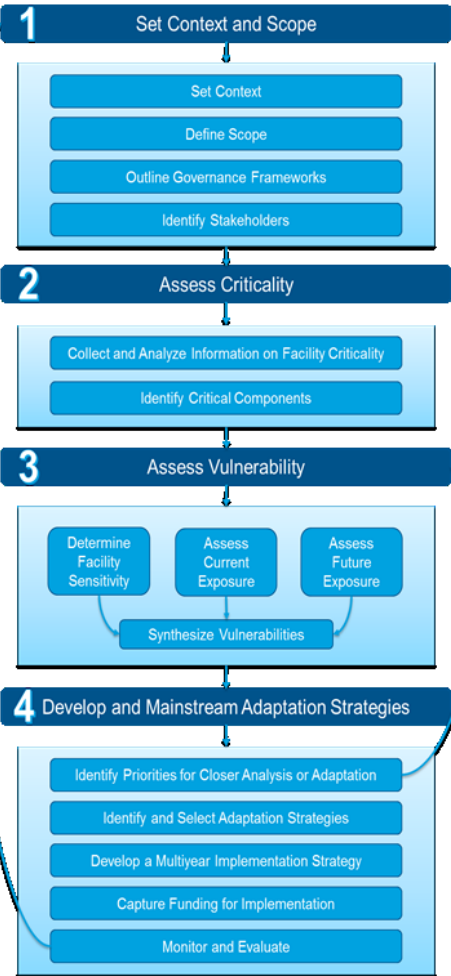 1 Set Context and Scope
Set Context
Define Scope
Outline Governance Frameworks
Identify Stakeholders
2 Assess Criticality
Collect and Analyze Information on Facility Criticality
Identify Critical Components
3 Assess Vulnerability
Determine
Facility
Sensitivity
Assess
Current
Exposure
Assess
Future
Exposure
Synthesize Vulnerabilities
4 Develop and Mainstream Adaptation Strategies
Identify Priorities for Closer Analysis or Adaptation
Identify and Select Adaptation Strategies
Develop a Multiyear Implementation Strategy
Capture Funding for Implementation
Monitor and Evaluate